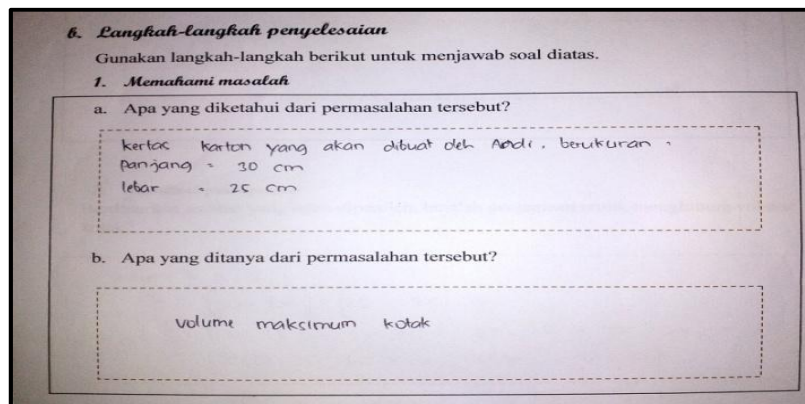 6. Langkah-langkah penyelesaian
Gunakan langkah-langkah berikut untuk menjawab soal diatas.
1. Memahami masalah
a. Apa yang diketahui dari permasalahan tersebut?
kertas karton yang akan dibuat oleh Andi, berukuran :
Panjang = 30 cm
lebar = 25 cm
b. Apa yang ditanya dari permasalahan tersebut?
volume maksimum kotak